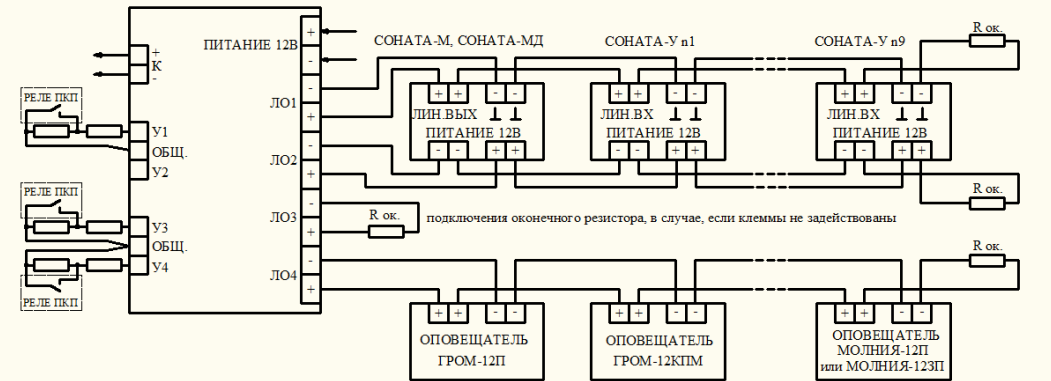 R ок.
СОНАТА-М, СОНАТА-МД СОНАТА-У n1 СОНАТА-У n9
ПИТАНИЕ 12В
+
-
+
К
-
-
ЛО1
+
РЕЛЕ ПКП
+ + - - + + - - + + - -
ЛИН.ВЫХ ЛИН.ВХ ЛИН.ВХ
ПИТАНИЕ 12В ПИТАНИЕ 12В ПИТАНИЕ 12В
- - + + - - + + - - + +
У1
ОБЩ.
У2
-
ЛО2
+
R ок.
РЕЛЕ ПКП
-
ЛО3
+
R ок.
подключения оконечного резистора, в случае, если клеммы не задействованы
У3
ОБЩ.
У4
R ок.
-
ЛО4
+
РЕЛЕ ПКП
+ + - - + + - - + + - -
ОПОВЕЩАТЕЛЬ
ГРОМ-12П
ОПОВЕЩАТЕЛЬ
ГРОМ-12КПМ
ОПОВЕЩАТЕЛЬ
МОЛНИЯ-12П
или МОЛНИЯ-12ЗП